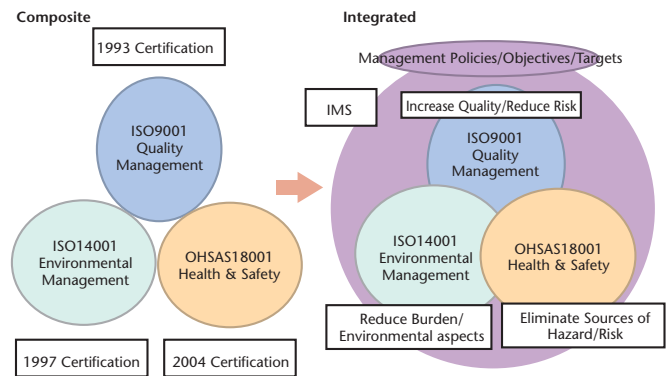 Composite
1993 Certification
ISO9001
Quality
Management
ISO14001
Environmental
Management
OHSAS18001
Health & Safety
1997 Certification
2004 Certification
Integrated
Management Policies/Objectives/Targets
IMS
Increase Quality/Reduce Risk
ISO9001
Quality
Management
ISO14001
Environmental
Management
OHSAS18001
Health & Safety
Reduce Burden/
Environmental aspects
Eliminate Sources of
Hazard/Risk